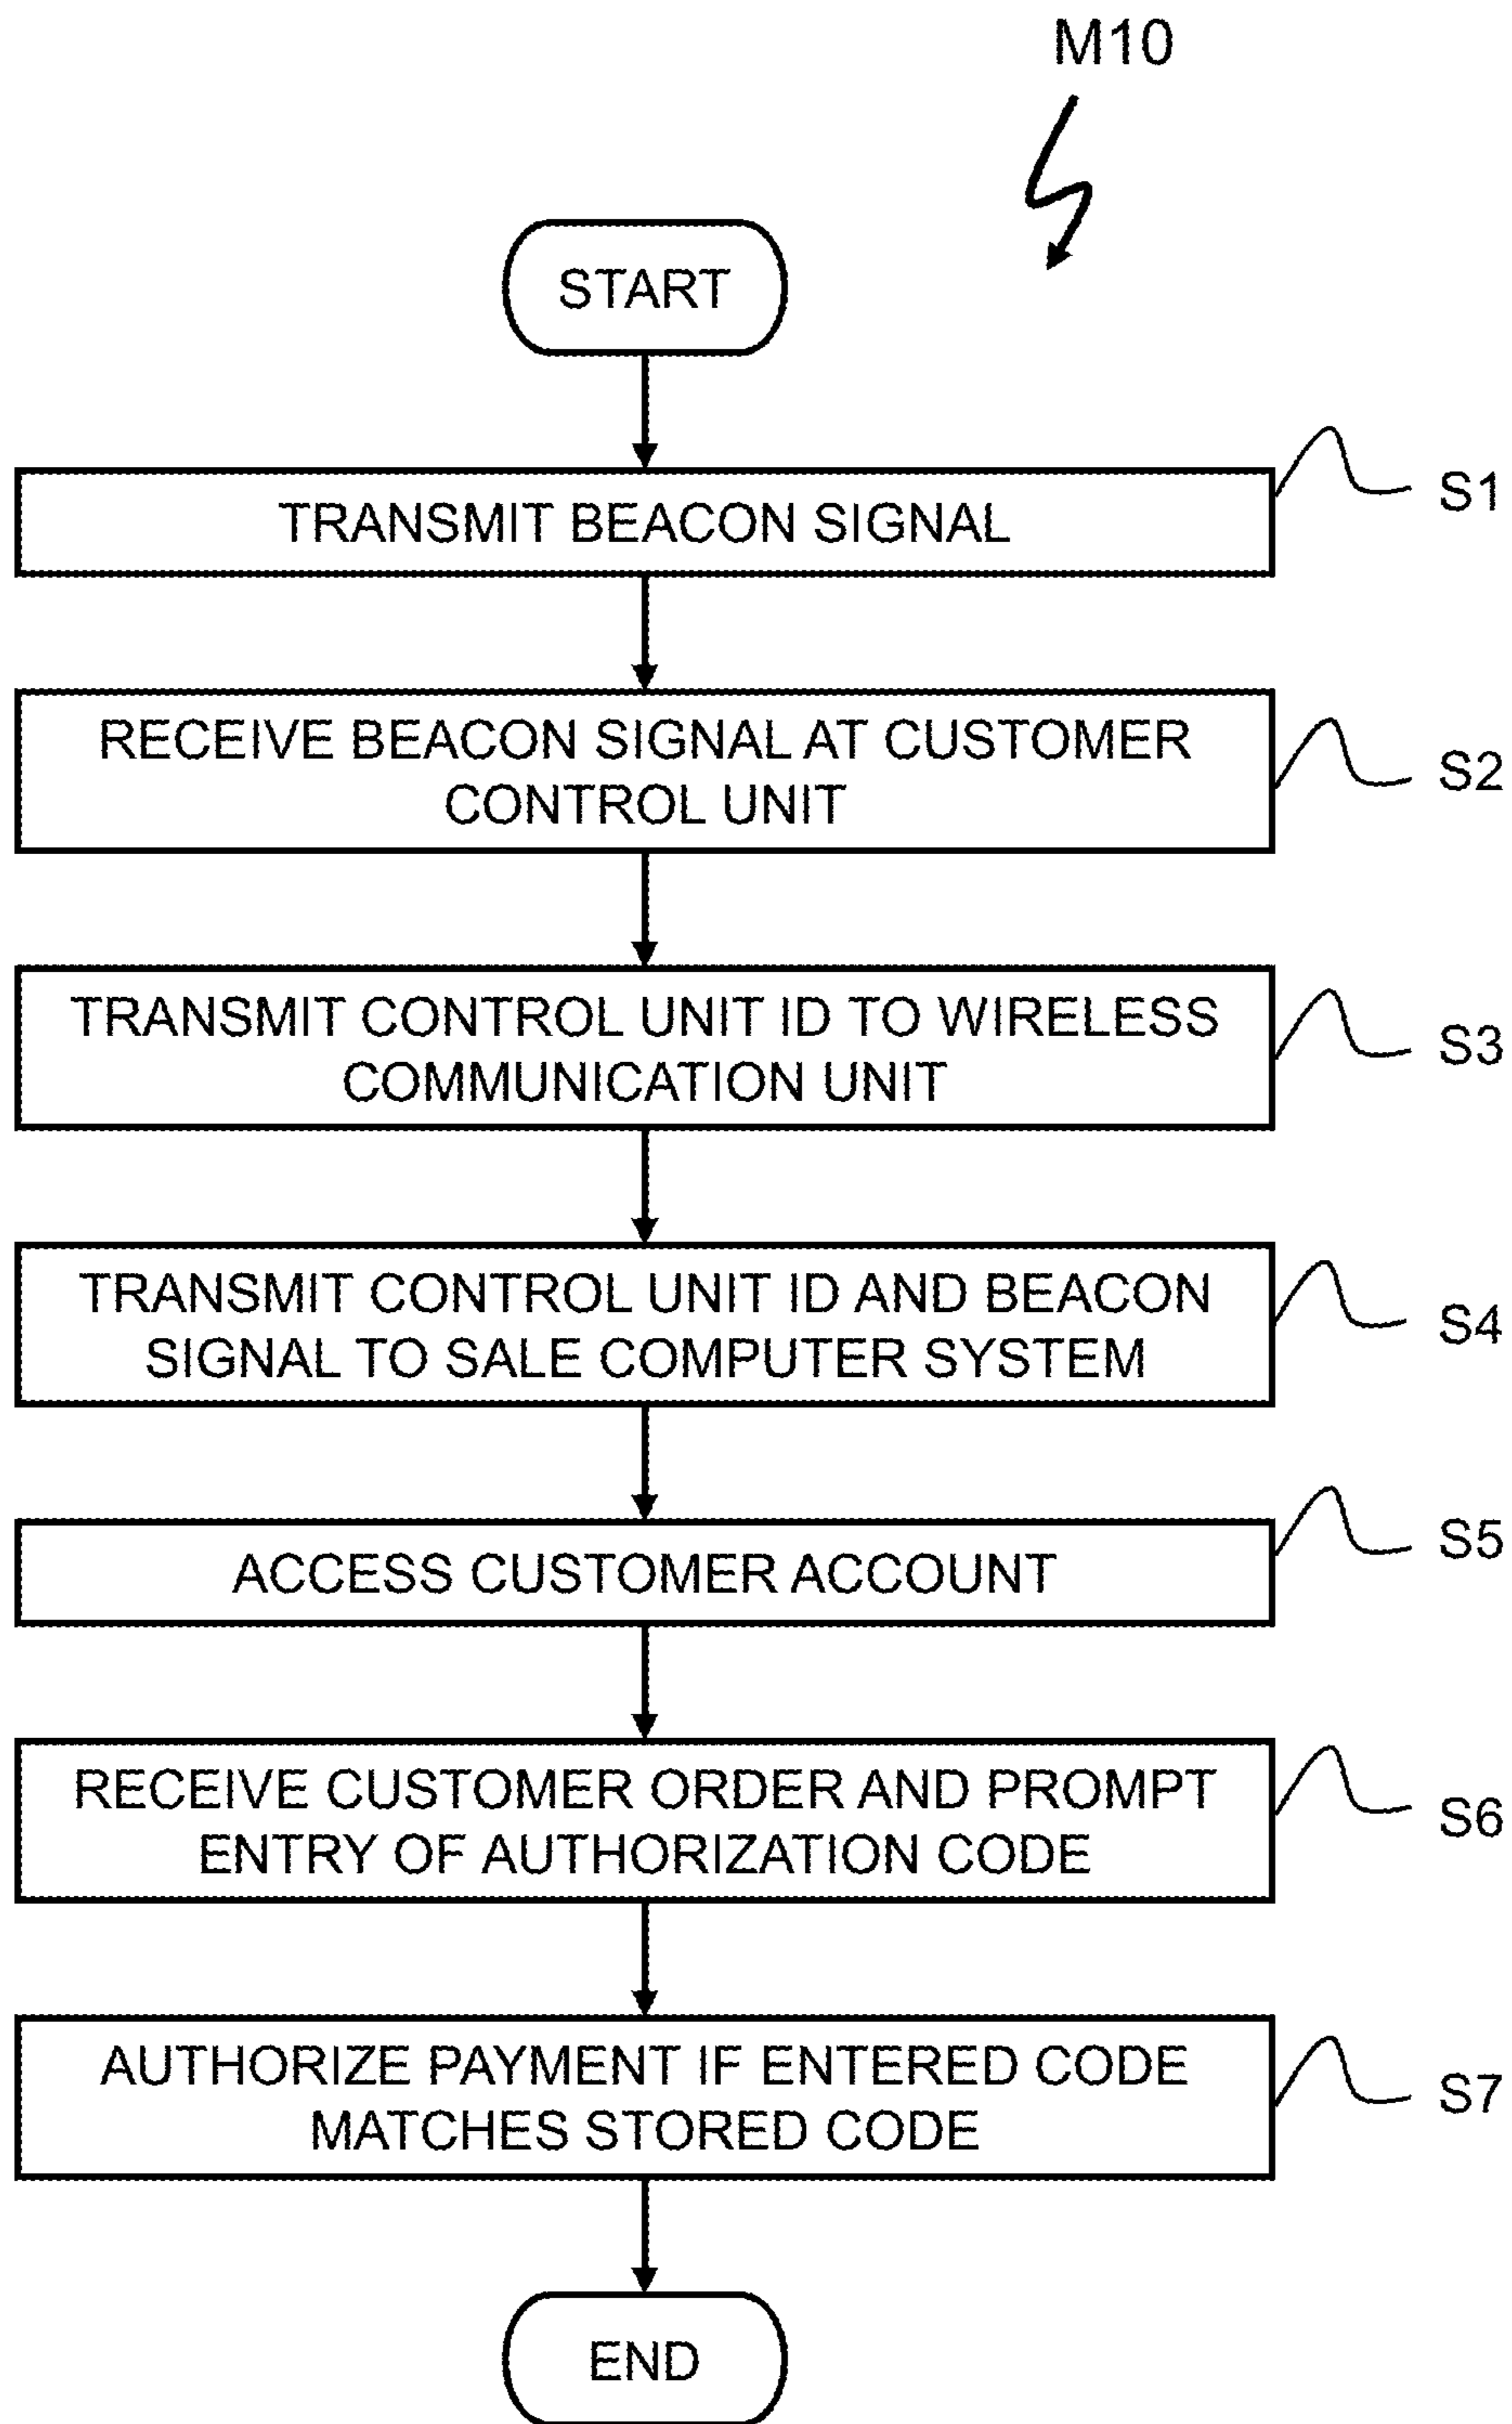 M10
START
TRANSMIT BEACON SIGNAL
S1
RECEIVE BEACON SIGNAL AT CUSTOMER
CONTROL UNIT
S2
TRANSMIT CONTROL UNIT ID TO WIRELESS
COMMUNICATION UNIT
S3
TRANSMIT CONTROL UNIT ID AND BEACON
SIGNAL TO SALE COMPUTER SYSTEM
S4
ACCESS CUSTOMER ACCOUNT
S5
RECEIVE CUSTOMER ORDER AND PROMPT
ENTRY OF AUTHORIZATION CODE
S6
AUTHORIZE PAYMENT IF ENTERED CODE
MATCHES STORED CODE
S7
END